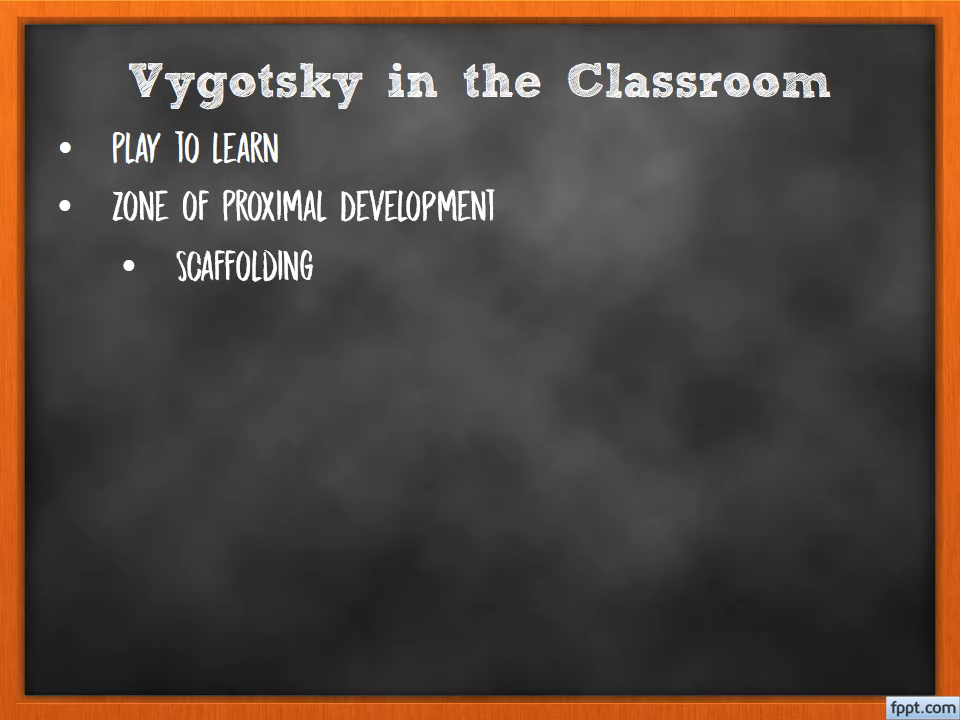 Vygotsky in the Classroom
• PLAY TO LEARN
• ZONE OF PROXIMAL DEVELOPMENT
• SCAFFOLDING
fppt.com